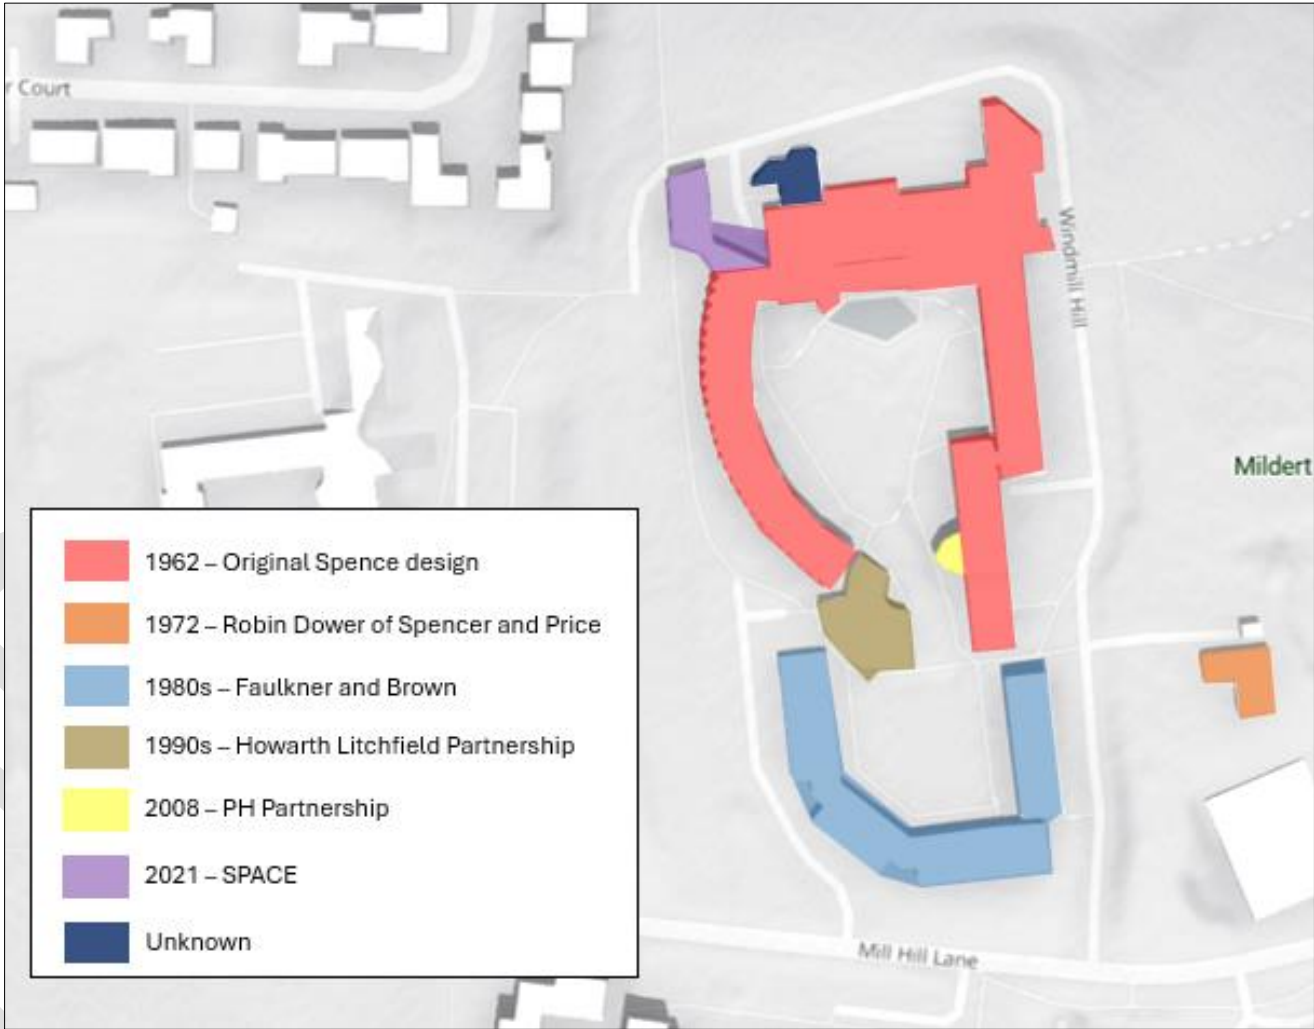 r Court
Windmill Hill
Mildert
1962 – Original Spence design
1972 – Robin Dower of Spencer and Price
1980s – Faulkner and Brown
1990s – Howarth Litchfield Partnership
2008 – PH Partnership
2021 – SPACE
Unknown
Mill Hill Lane